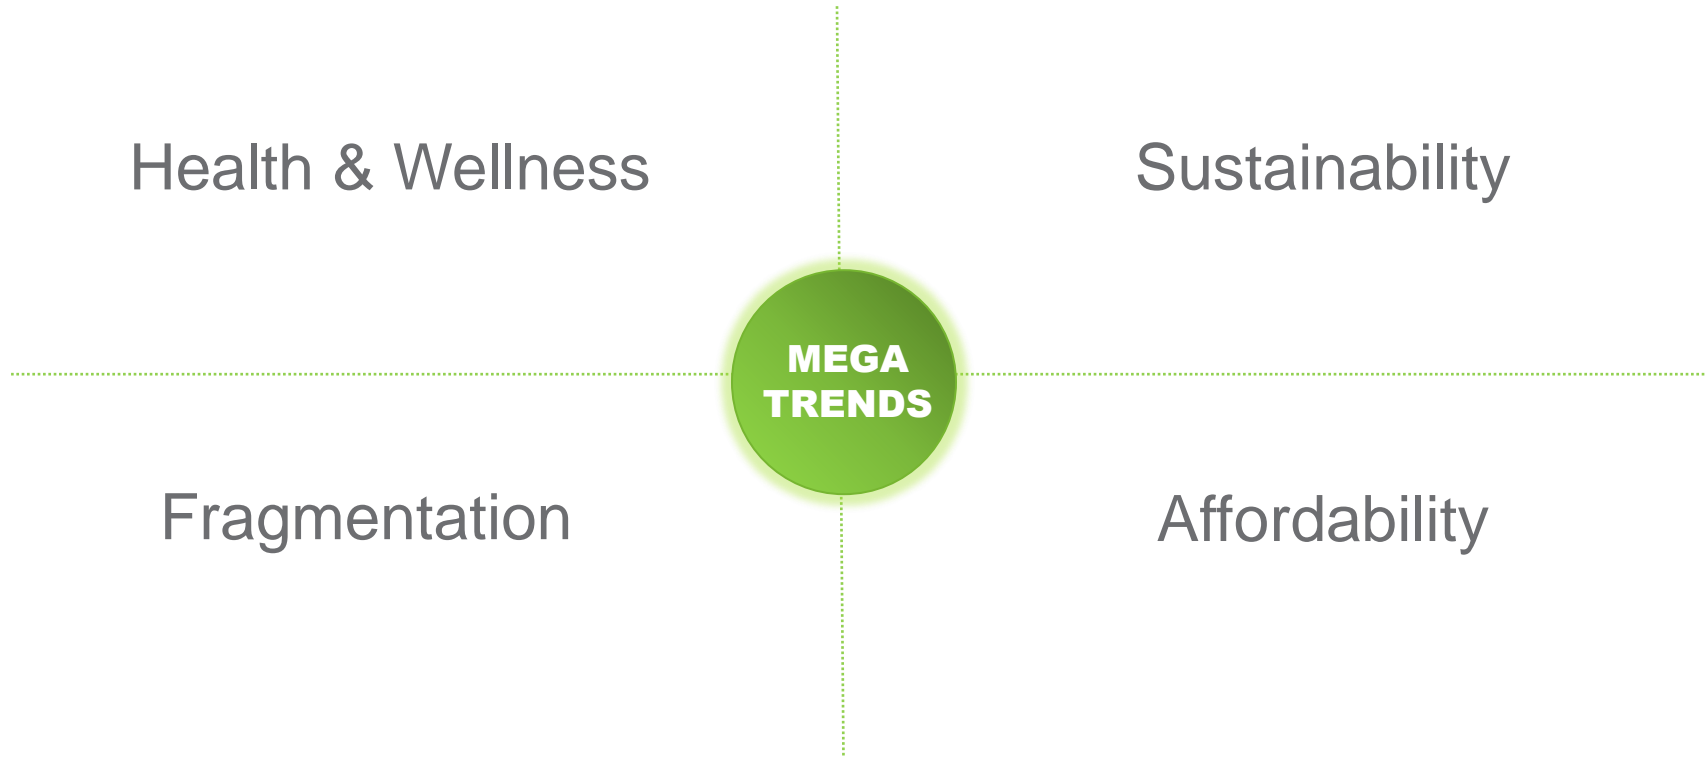 Health & Wellness
Sustainability
MEGA
TRENDS
Fragmentation
Affordability